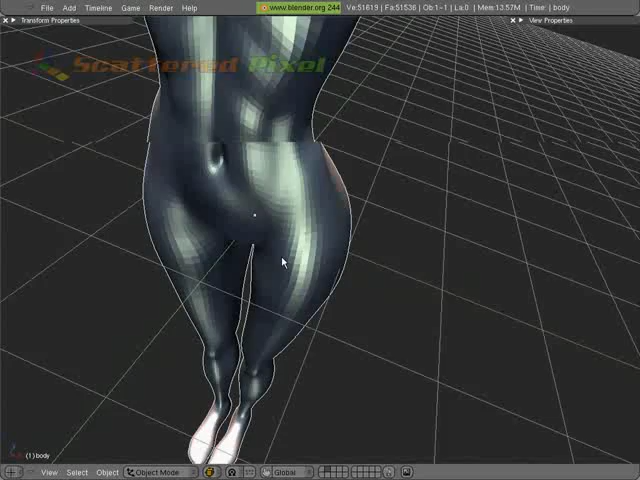 File Add Timeline Game Render Help www.blender.org 244 Ve:51619 | Fa:51536 | Ob:1-1 | La:0 | Mem:13.57M | Time: | body
Transform Properties View Properties
Scattered Pixel
(1) body
View Select Object Object Mode Global